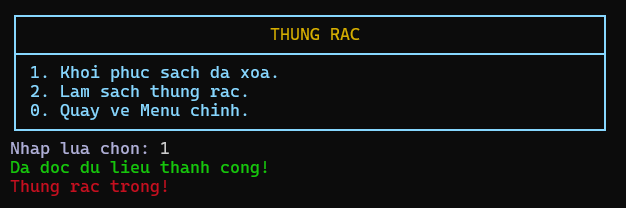 THUNG RAC
1. Khoi phuc sach da xoa.
2. Lam sach thung rac.
0. Quay ve Menu chinh.
Nhap lua chon: 1
Da doc du lieu thanh cong!
Thung rac trong!